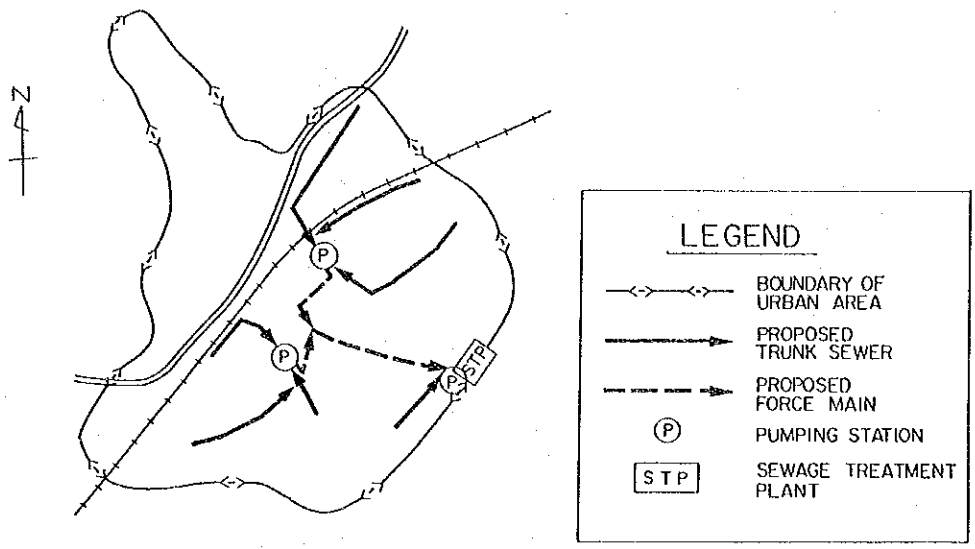 N
P
P
P
STP
LEGEND
BOUNDARY OF
URBAN AREA
PROPOSED
TRUNK SEWER
PROPOSED
FORCE MAIN
P
PUMPING STATION
STP
SEWAGE TREATMENT
PLANT